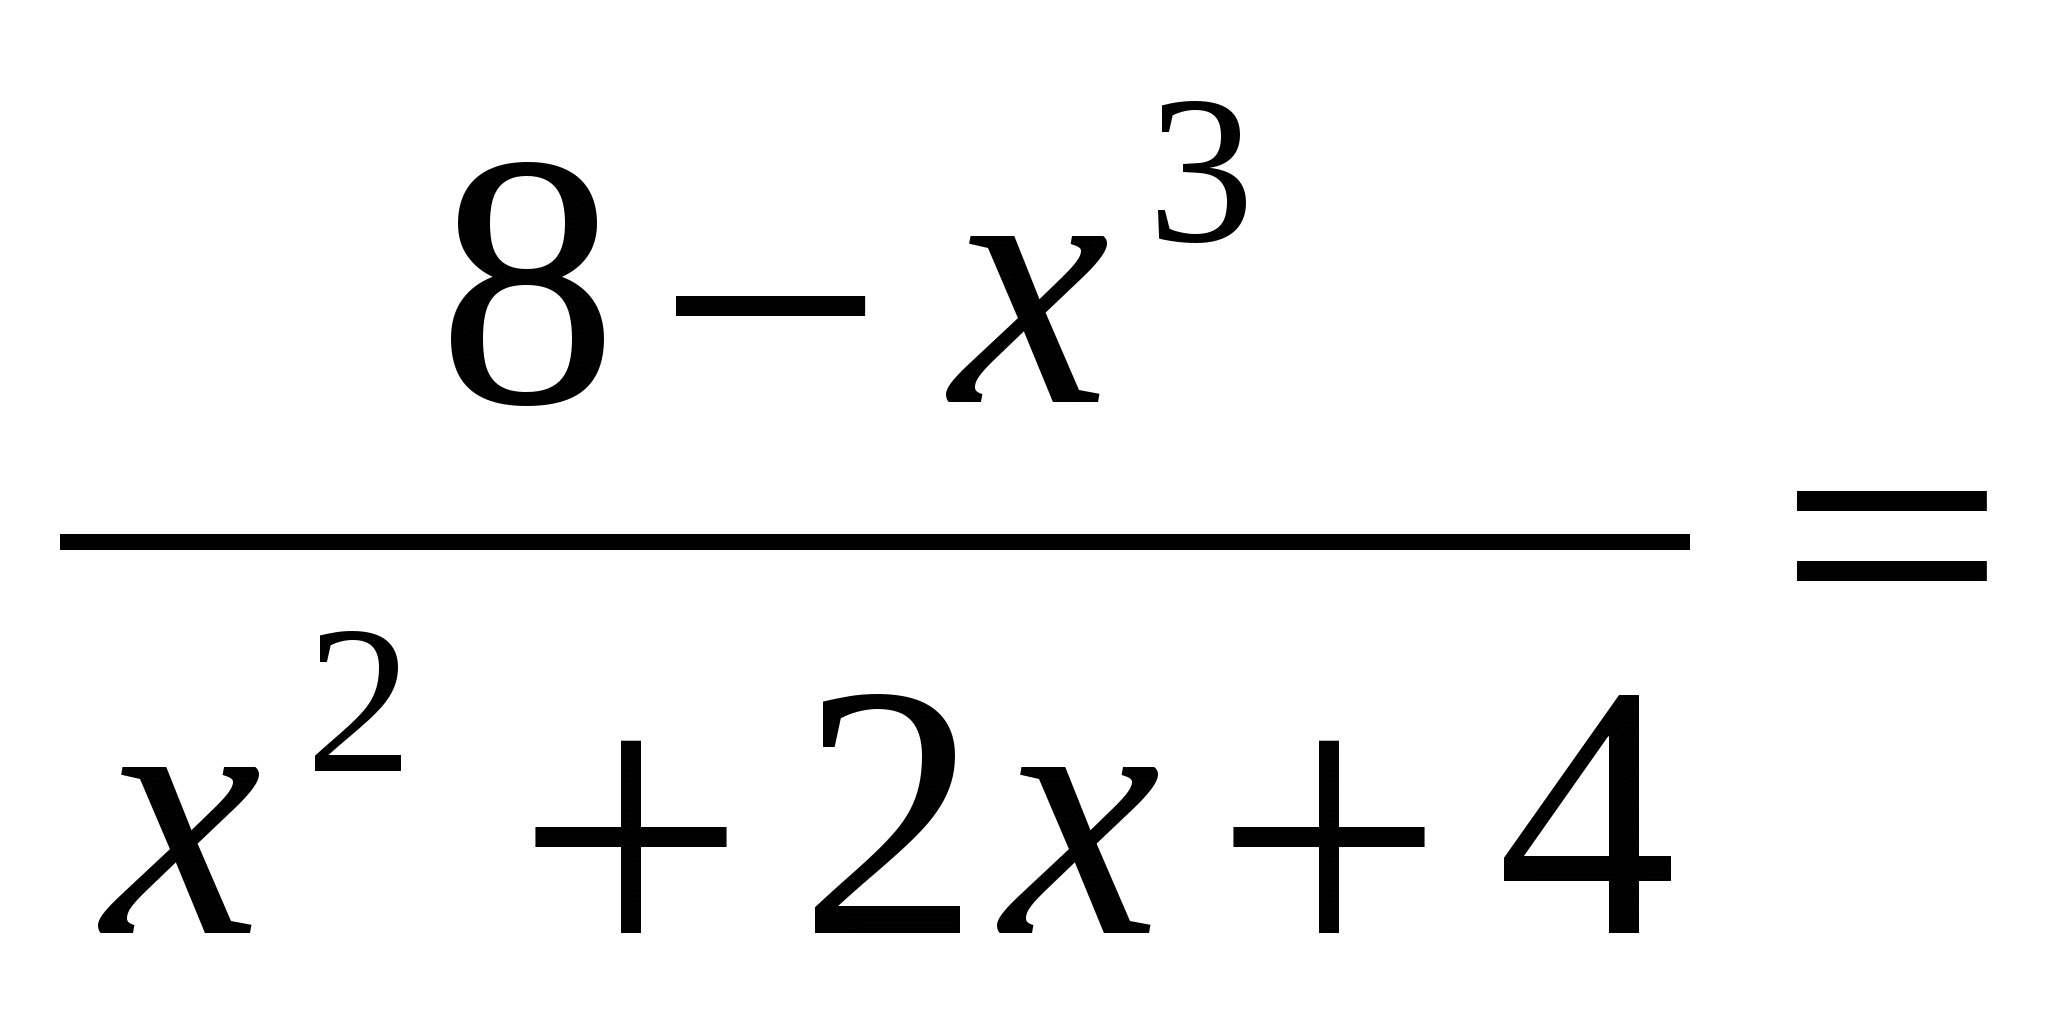 8 − x³
x² + 2x + 4 =